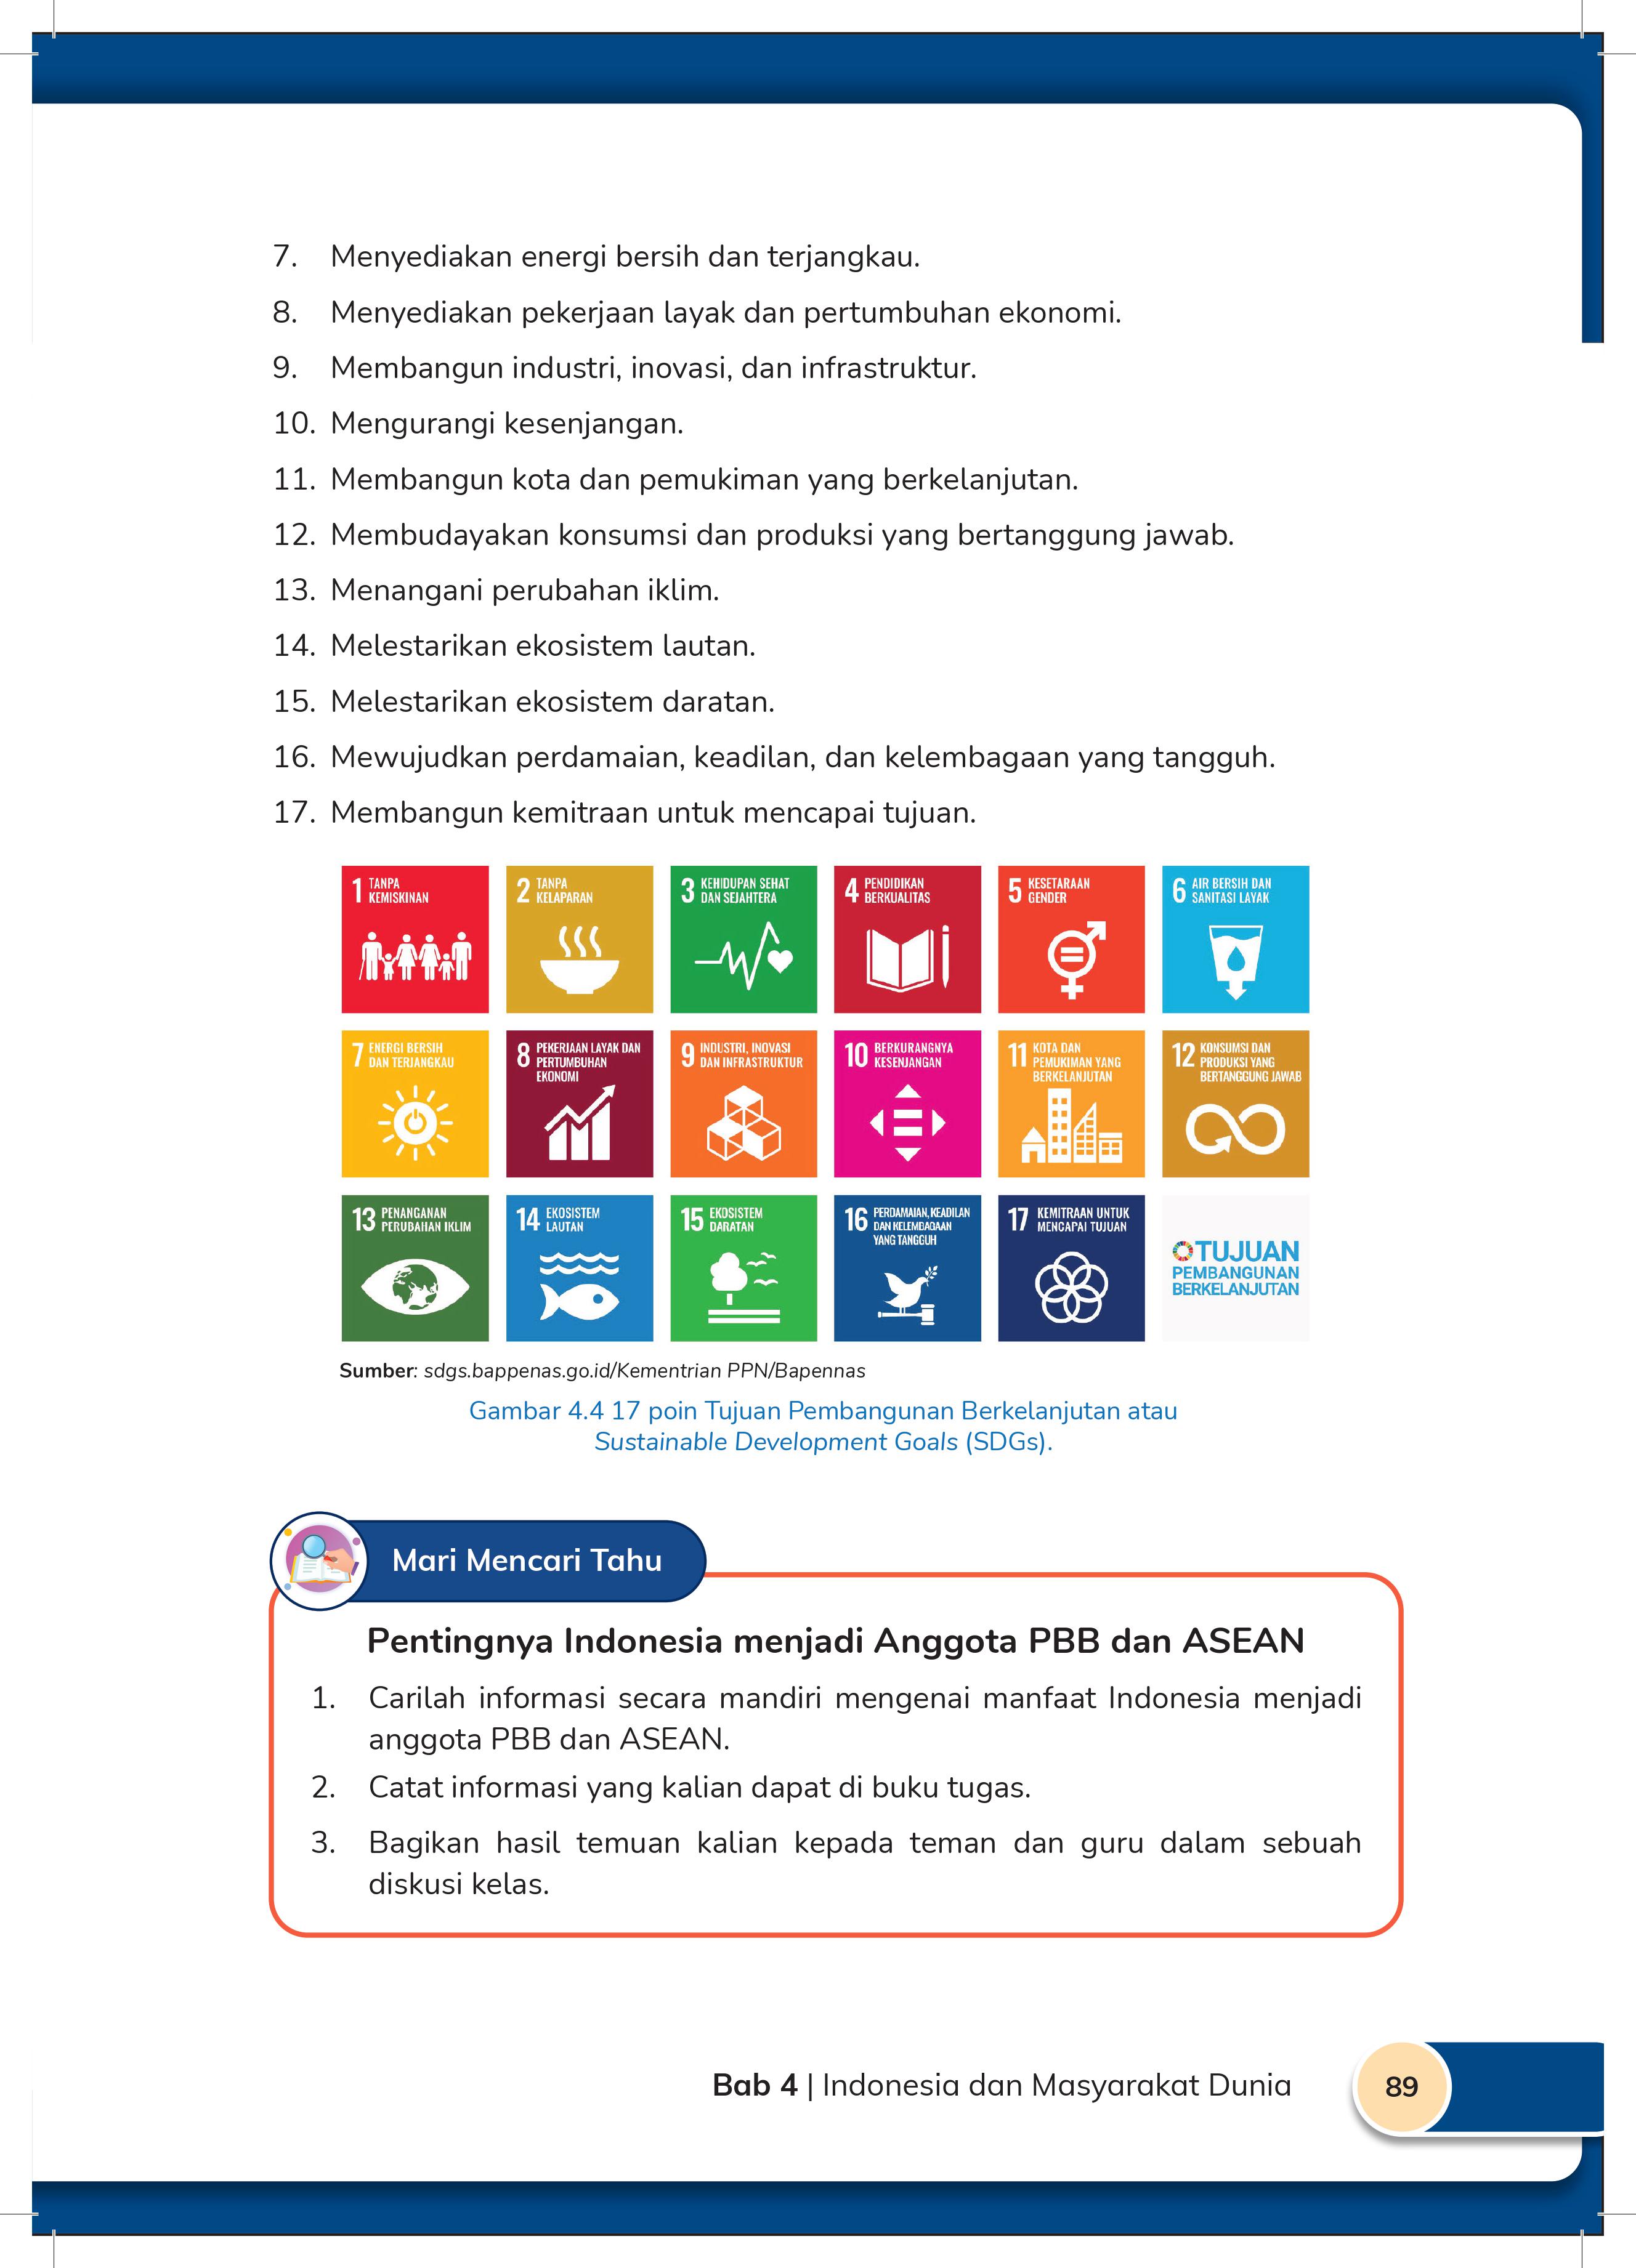 7. Menyediakan energi bersih dan terjangkau.
8. Menyediakan pekerjaan layak dan pertumbuhan ekonomi.
9. Membangun industri, inovasi, dan infrastruktur.
10. Mengurangi kesenjangan.
11. Membangun kota dan pemukiman yang berkelanjutan.
12. Membudayakan konsumsi dan produksi yang bertanggung jawab.
13. Menangani perubahan iklim.
14. Melestarikan ekosistem lautan.
15. Melestarikan ekosistem daratan.
16. Mewujudkan perdamaian, keadilan, dan kelembagaan yang tangguh.
17. Membangun kemitraan untuk mencapai tujuan.
1 TANPA
KEMISKINAN
2 TANPA
KELAPARAN
3 KEHIDUPAN SEHAT
DAN SEJAHTERA
4 PENDIDIKAN
BERKUALITAS
5 KESETARAAN
GENDER
6 AIR BERSIH DAN
SANITASI LAYAK
7 ENERGI BERSIH
DAN TERJANGKAU
8 PEKERJAAN LAYAK DAN
PERTUMBUHAN
EKONOMI
9 INDUSTRI, INOVASI
DAN INFRASTRUKTUR
10 BERKURANGNYA
KESENJANGAN
11 KOTA DAN
PEMUKIMAN YANG
BERKELANJUTAN
12 KONSUMSI DAN
PRODUKSI YANG
BERTANGGUNG JAWAB
13 PENANGANAN
PERUBAHAN IKLIM
14 EKOSISTEM
LAUTAN
15 EKOSISTEM
DARATAN
16 PERDAMAIAN, KEADILAN
DAN KELEMBAGAAN
YANG TANGGUH
17 KEMITRAAN UNTUK
MENCAPAI TUJUAN
TUJUAN
PEMBANGUNAN
BERKELANJUTAN
Sumber: sdgs.bappenas.go.id/Kementrian PPN/Bapennas
Gambar 4.4 17 poin Tujuan Pembangunan Berkelanjutan atau
Sustainable Development Goals (SDGs).
Mari Mencari Tahu
Pentingnya Indonesia menjadi Anggota PBB dan ASEAN
1. Carilah informasi secara mandiri mengenai manfaat Indonesia menjadi
anggota PBB dan ASEAN.
2. Catat informasi yang kalian dapat di buku tugas.
3. Bagikan hasil temuan kalian kepada teman dan guru dalam sebuah
diskusi kelas.
Bab 4 | Indonesia dan Masyarakat Dunia 89